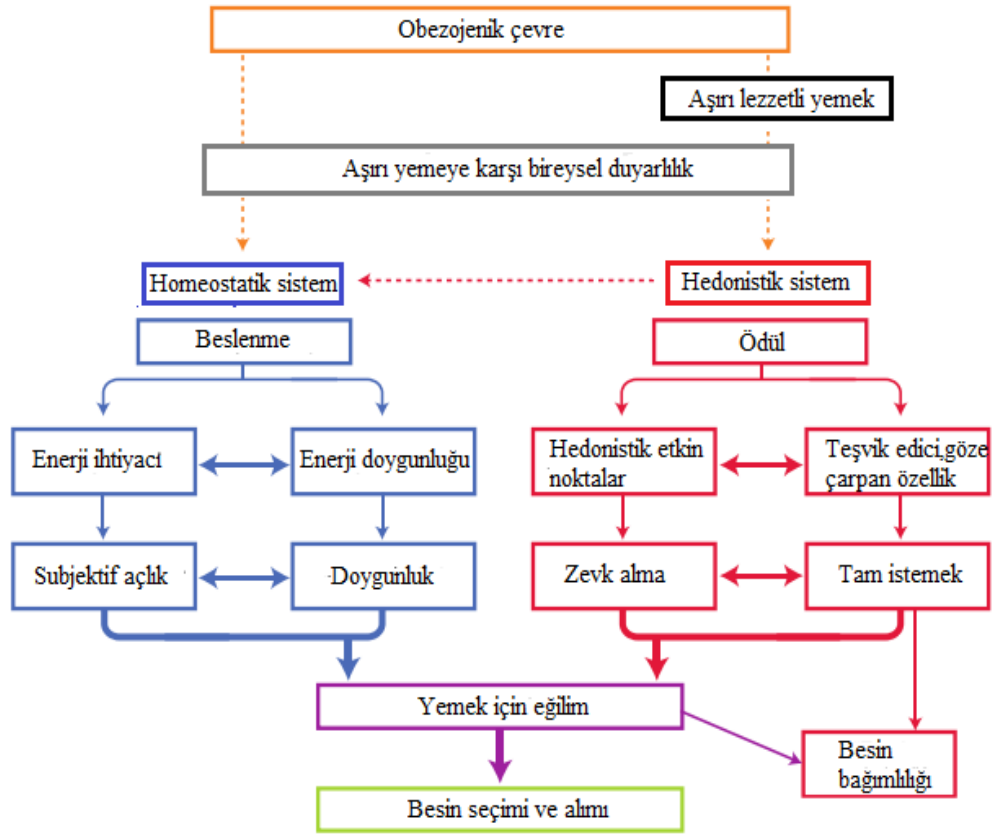 Obezojenik çevre
Aşırı lezzetli yemek
Aşırı yemeye karşı bireysel duyarlılık
Homeostatik sistem
Hedonistik sistem
Beslenme
Ödül
Enerji ihtiyaci
Enerji doygunluğu
Hedonistik etkin
noktalar
Teşvik edici,göze
çarpan özellik
Subjektif açlık
Doygunluk
Zevk alma
Tam istemek
Yemek için eğilim
Besin
bağımlılığı
Besin seçimi ve alımı